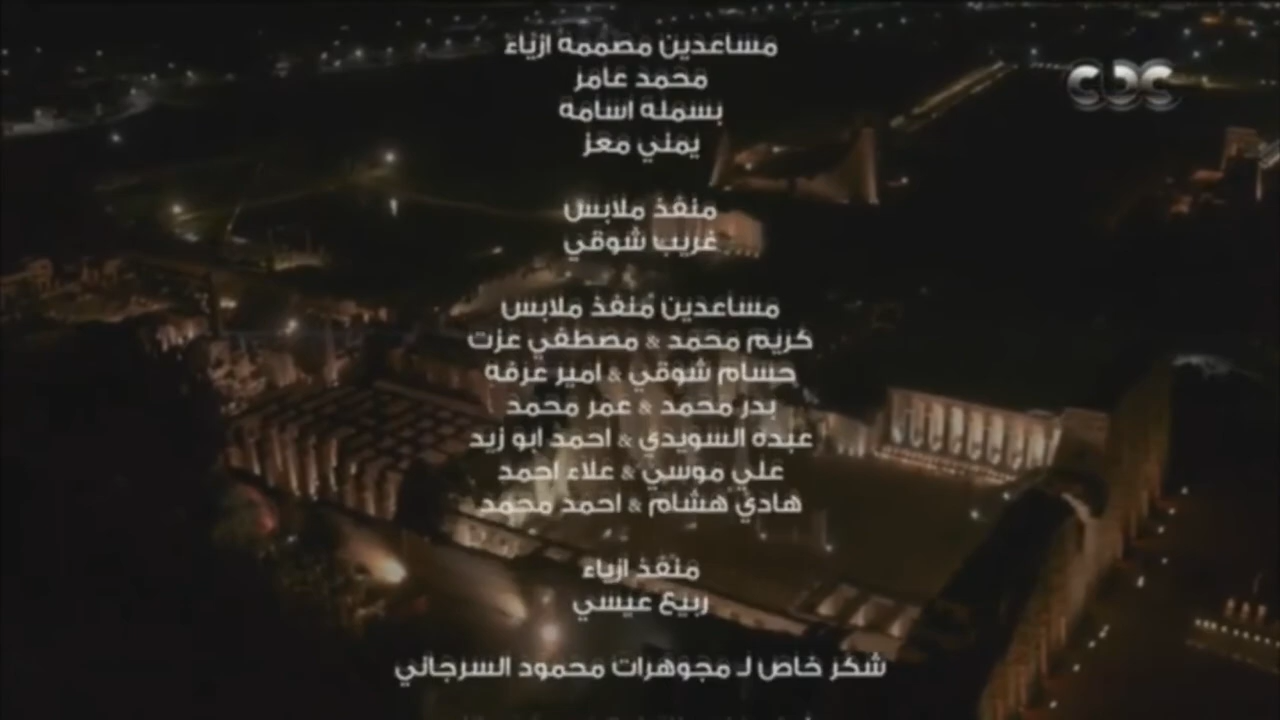 cbc
مساعدين مصممه ازياء
محمد عامر
بسمله اسامه
يمني معز
منفذ ملابس
غريب شوقي
مساعدين منفذ ملابس
كريم محمد & مصطفي عزت
حسام شوقي & امير عرفه
بدر محمد & عمر محمد
عبده السويدي & احمد ابو زيد
علي موسي & علاء احمد
هادي هشام & احمد محمد
منفذ ازياء
ربيع عيسي
شكر خاص لـ مجوهرات محمود السرجاني